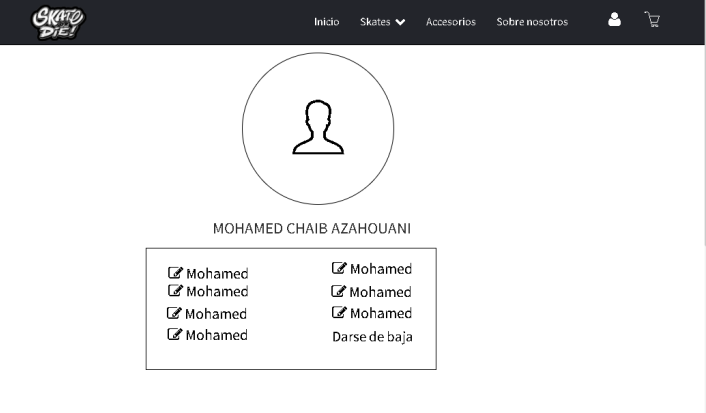 SKATE
OR
DIE!
Inicio Skates Accesorios Sobre nosotros
MOHAMED CHAIB AZAHOUANI
Mohamed Mohamed
Mohamed Mohamed
Mohamed Mohamed
Mohamed Darse de baja